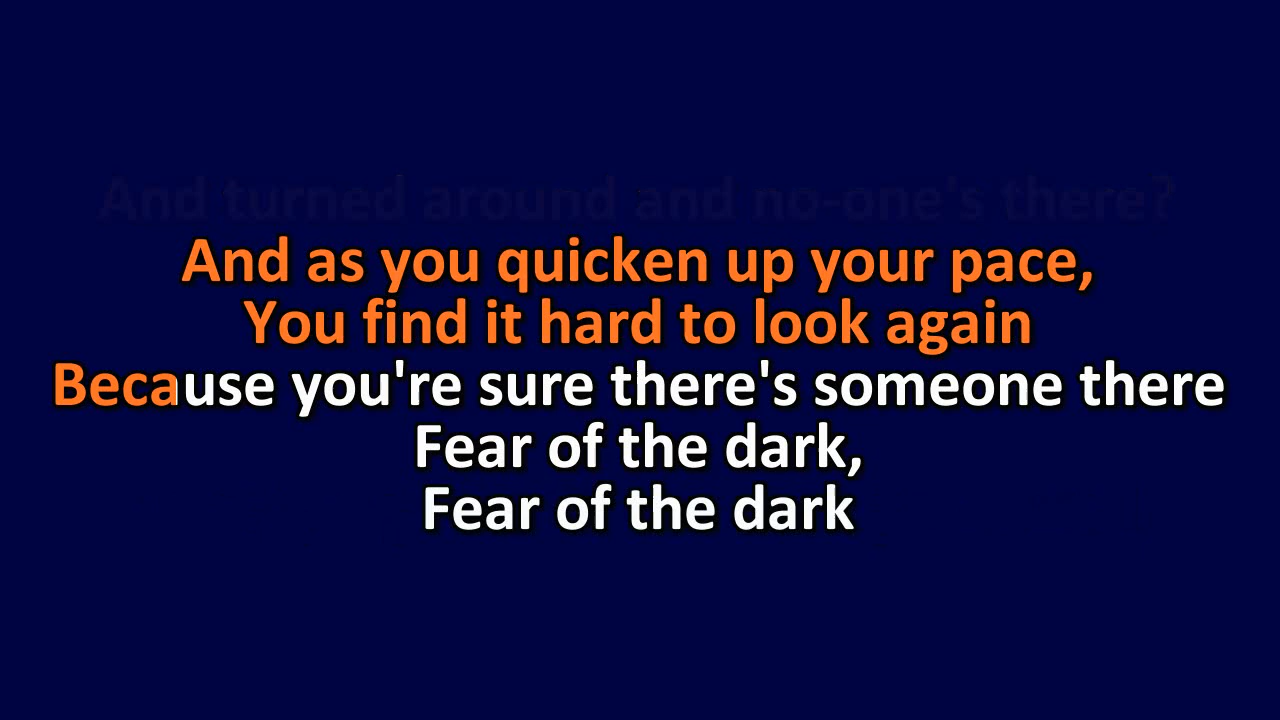 And turned around and no-one's there?
And as you quicken up your pace,
You find it hard to look again
Because you're sure there's someone there
Fear of the dark,
Fear of the dark